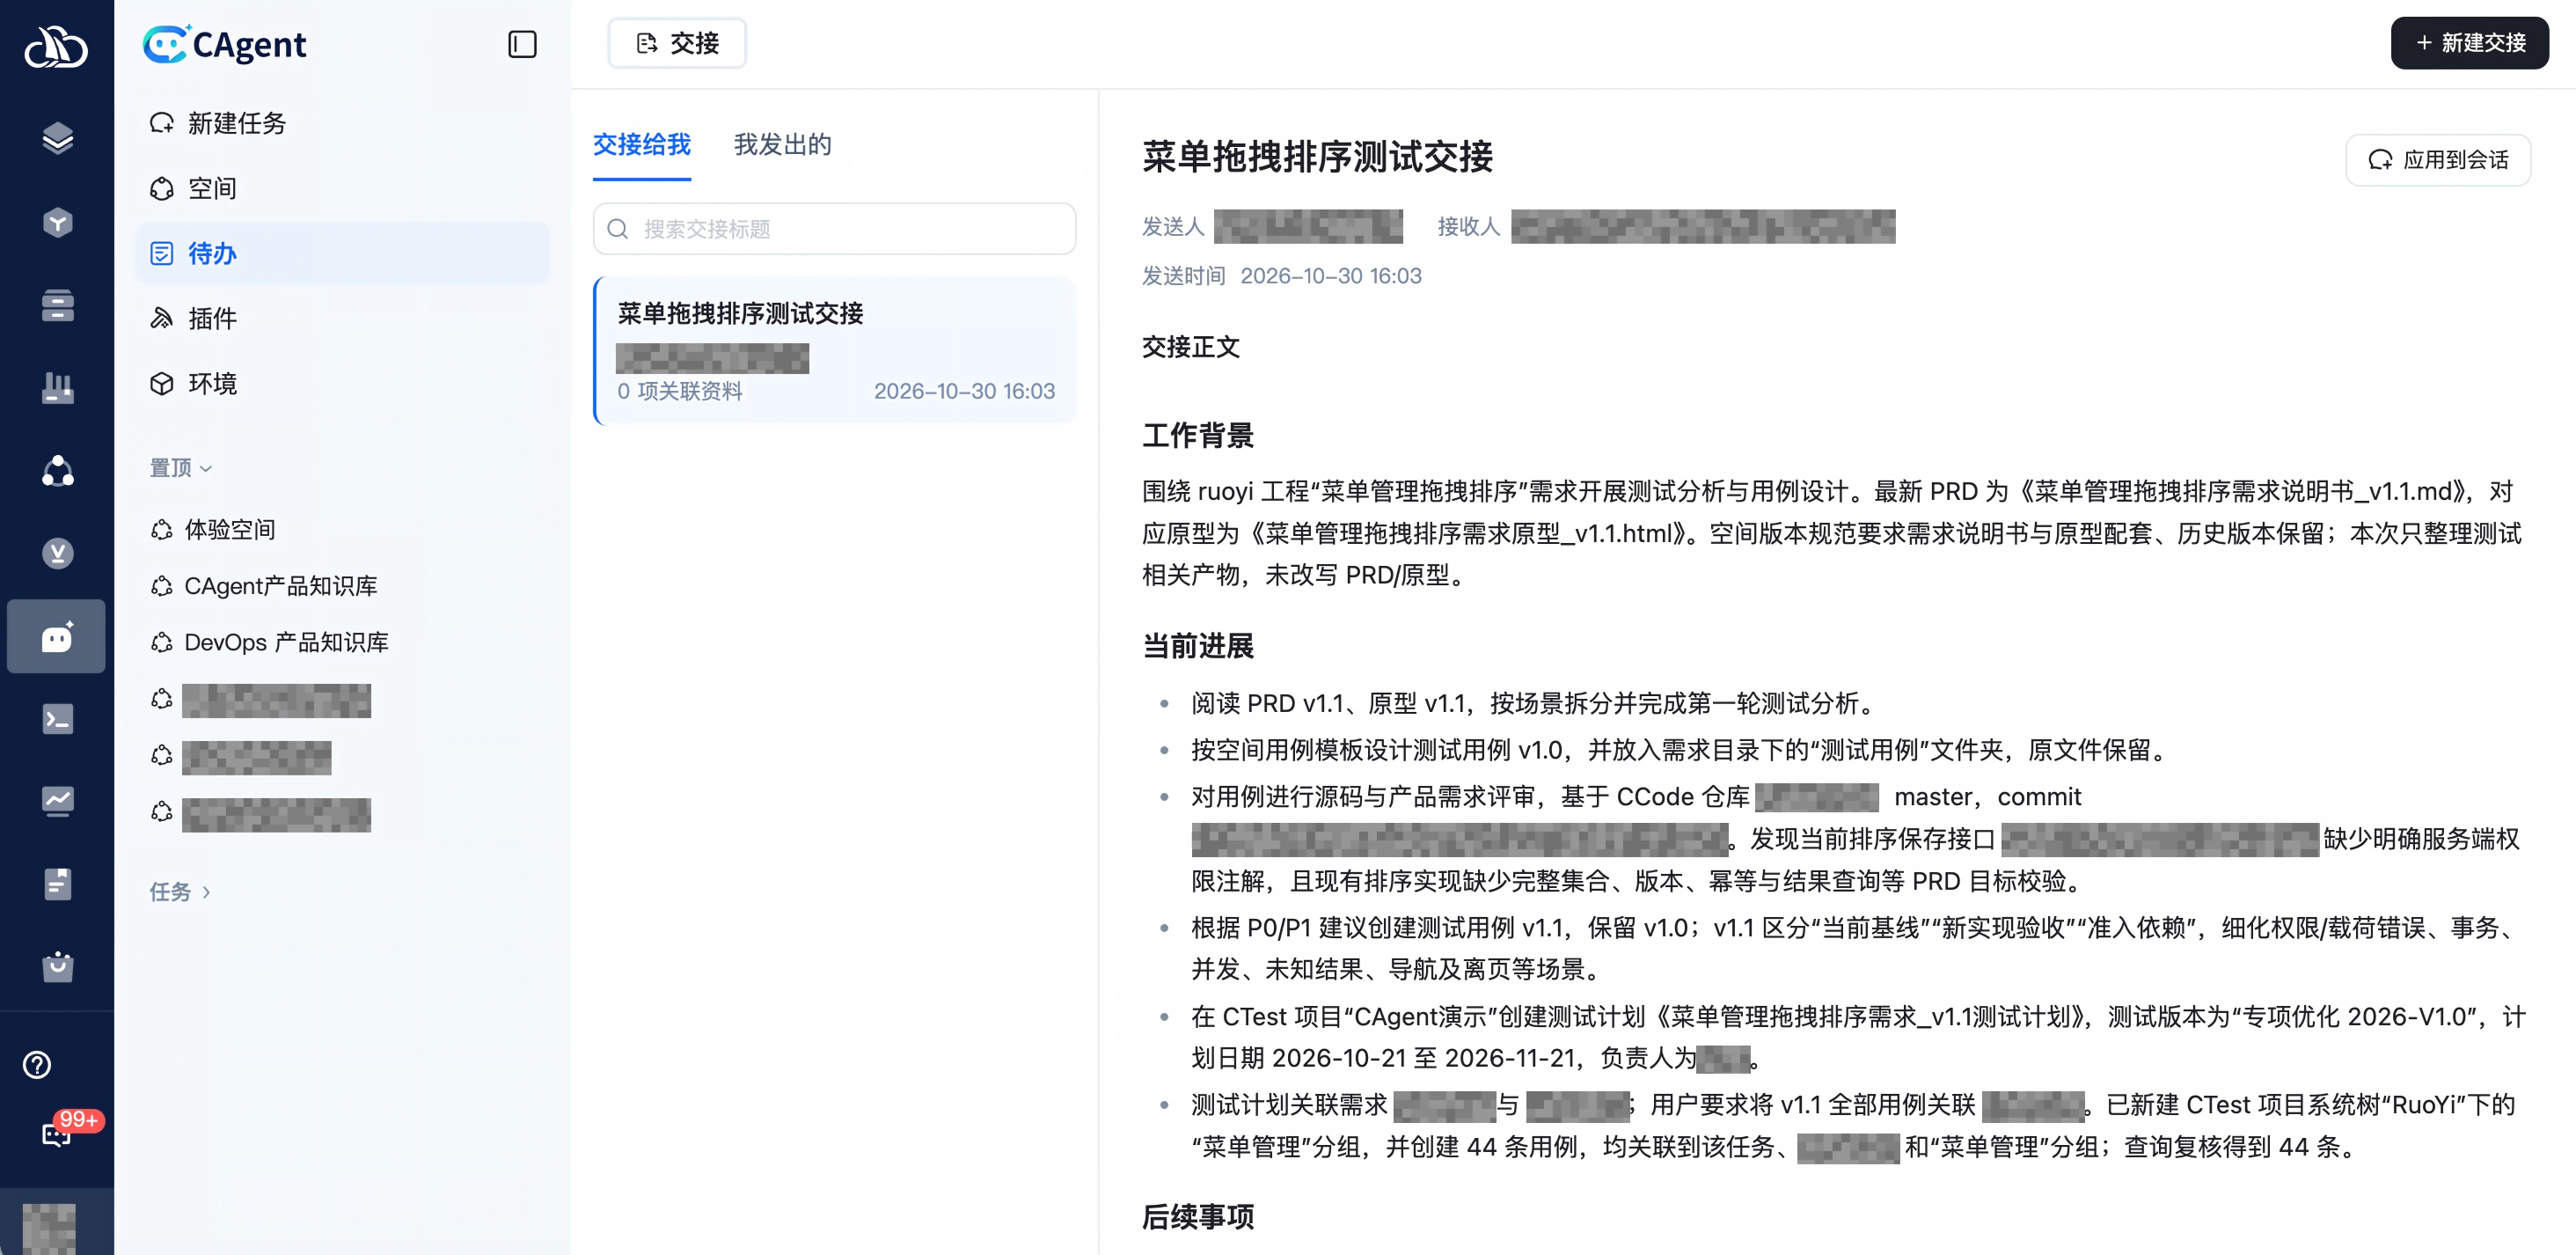 CAgent
新建任务
空间
待办
插件
环境
置顶
体验空间
CAgent产品知识库
DevOps 产品知识库
任务
99+
交接
+ 新建交接
交接给我
我发出的
搜索交接标题
菜单拖拽排序测试交接
0 项关联资料
2026-10-30 16:03
菜单拖拽排序测试交接
应用到会话
发送人
接收人
发送时间 2026-10-30 16:03
交接正文
工作背景
围绕 ruoyi 工程“菜单管理拖拽排序”需求开展测试分析与用例设计。最新 PRD 为《菜单管理拖拽排序需求说明书_v1.1.md》，对
应原型为《菜单管理拖拽排序需求原型_v1.1.html》。空间版本规范要求需求说明书与原型配套、历史版本保留；本次只整理测试
相关产物，未改写 PRD/原型。
当前进展
• 阅读 PRD v1.1、原型 v1.1，按场景拆分并完成第一轮测试分析。
• 按空间用例模板设计测试用例 v1.0，并放入需求目录下的“测试用例”文件夹，原文件保留。
• 对用例进行源码与产品需求评审，基于 CCode 仓库 master，commit
。发现当前排序保存接口 缺少明确服务端权
限注解，且现有排序实现缺少完整集合、版本、幂等与结果查询等 PRD 目标校验。
• 根据 P0/P1 建议创建测试用例 v1.1，保留 v1.0；v1.1 区分“当前基线”“新实现验收”“准入依赖”，细化权限/载荷错误、事务、
并发、未知结果、导航及离页等场景。
• 在 CTest 项目“CAgent演示”创建测试计划《菜单管理拖拽排序需求_v1.1测试计划》，测试版本为“专项优化 2026-V1.0”，计
划日期 2026-10-21 至 2026-11-21，负责人为 。
• 测试计划关联需求 与 ；用户要求将 v1.1 全部用例关联 。已新建 CTest 项目系统树“RuoYi”下的
“菜单管理”分组，并创建 44 条用例，均关联到该任务、 和“菜单管理”分组；查询复核得到 44 条。
后续事项